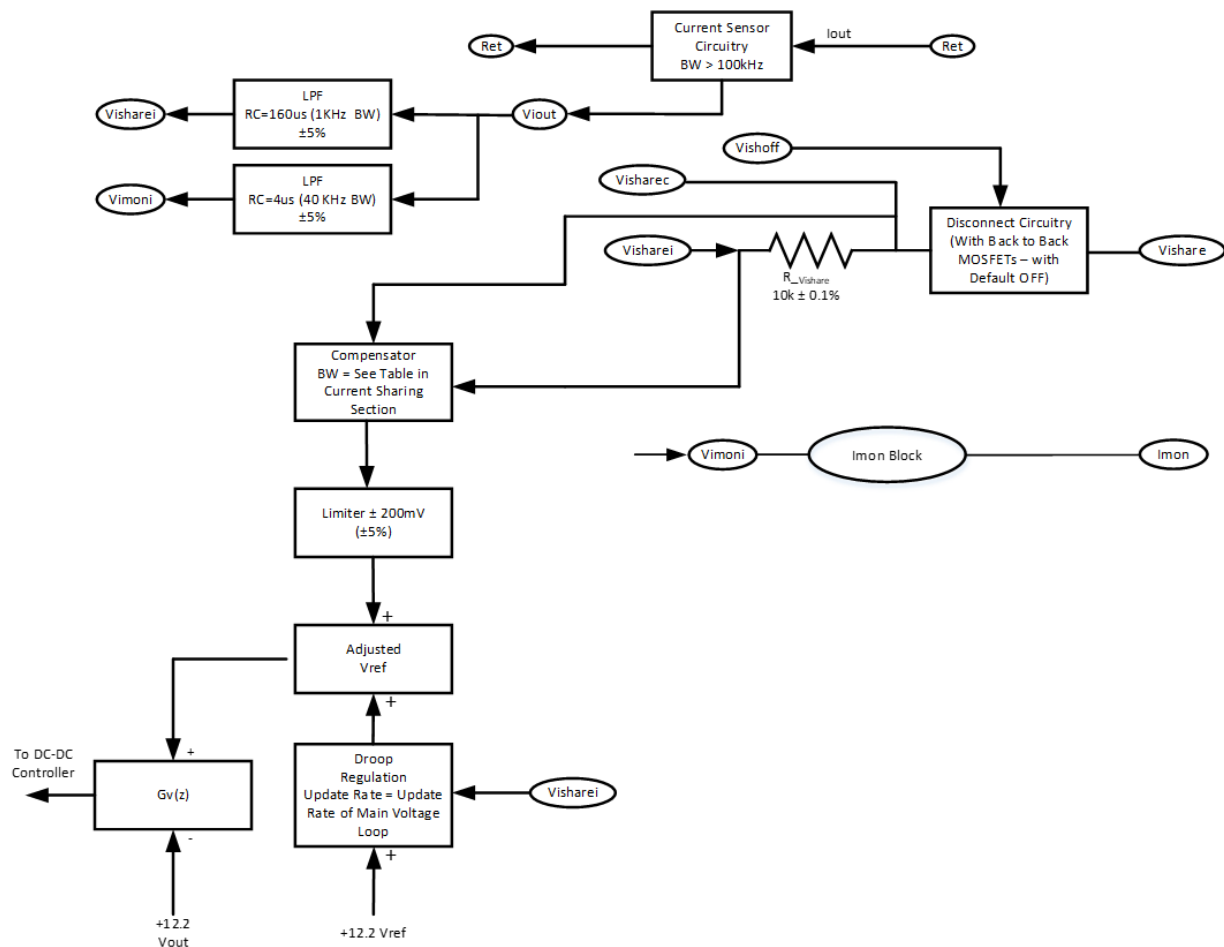 Current Sensor
Circuitry
BW > 100kHz
Ret
Iout
Ret
LPF
RC=160us (1KHz BW)
±5%
Visharei
Viout
Vishoff
LPF
RC=4us (40 KHz BW)
±5%
Vimoni
Visharec
Disconnect Circuitry
(With Back to Back
MOSFETs – with
Default OFF)
Visharei
Vishare
R_Vishare
10k ± 0.1%
Compensator
BW = See Table in
Current Sharing
Section
Vimoni
Imon Block
Imon
Limiter ± 200mV
(±5%)
+
Adjusted
Vref
+
To DC-DC
Controller
+
Gv(z)
-
Droop
Regulation
Update Rate = Update
Rate of Main Voltage
Loop
Visharei
+
+12.2
Vout
+12.2 Vref